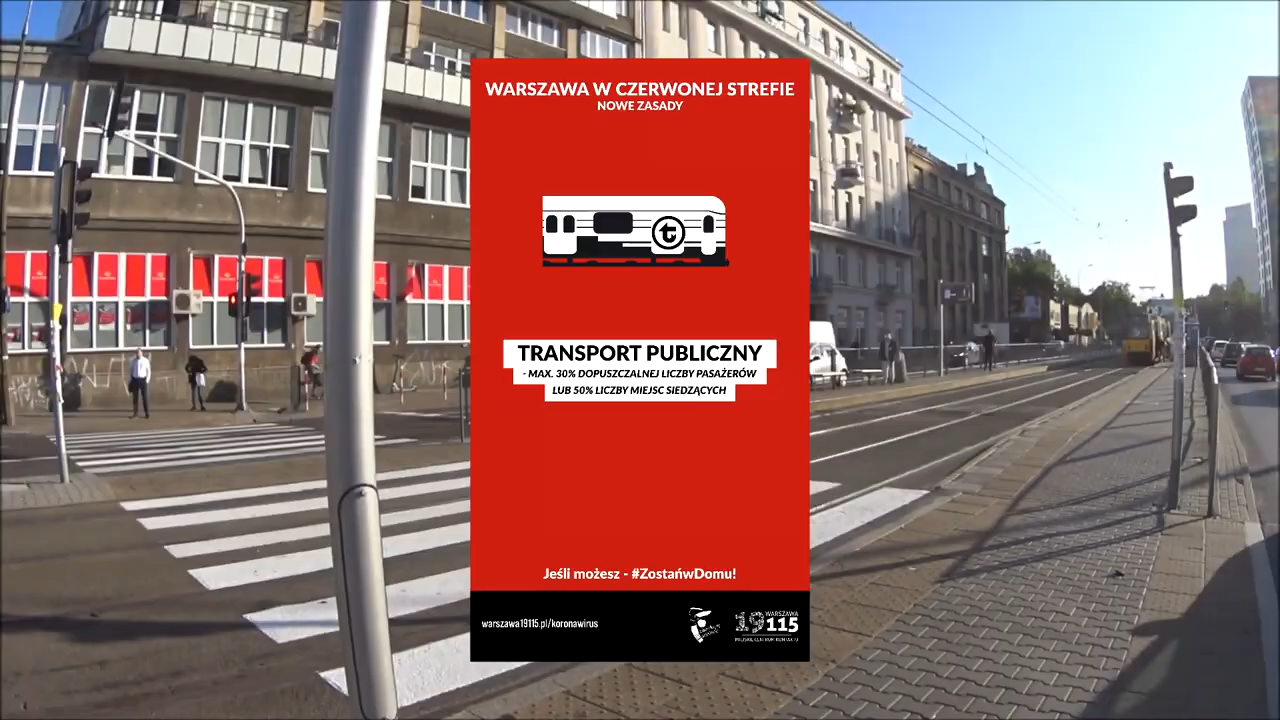 WARSZAWA W CZERWONEJ STREFIE
NOWE ZASADY
TRANSPORT PUBLICZNY
- MAX. 30% DOPUSZCZALNEJ LICZBY PASAŻERÓW
LUB 50% LICZBY MIEJSC SIEDZĄCYCH
Jeśli możesz - #ZostańwDomu!
warszawa19115.pl/koronawirus
WARSZAWA
19115